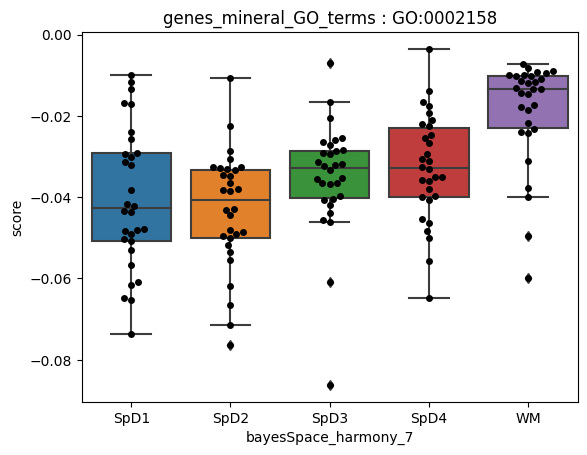 genes_mineral_GO_terms : GO:0002158
0.00
−0.02
−0.04
−0.06
−0.08
score
SpD1 SpD2 SpD3 SpD4 WM
bayesSpace_harmony_7